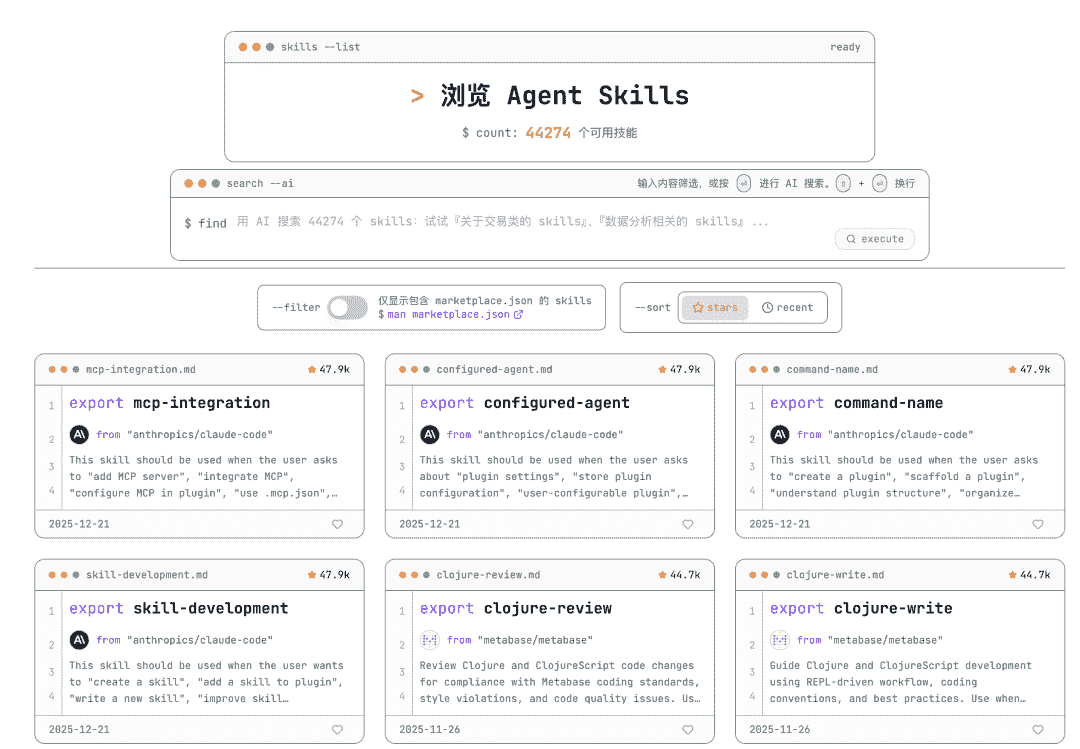 skills --list
ready
> 浏览 Agent Skills
$ count: 44274 个可用技能
search --ai
输入内容筛选，或按 ⏎ 进行 AI 搜索。⇧ + ⏎ 换行
$ find 用 AI 搜索 44274 个 skills：试试『关于交易类的 skills』、『数据分析相关的 skills』 ...
execute
--filter
仅显示包含 marketplace.json 的 skills
$ man marketplace.json
--sort
stars
recent
mcp-integration.md
47.9k
1 export mcp-integration
2 from "anthropics/claude-code"
This skill should be used when the user asks
3 to "add MCP server", "integrate MCP",
4 "configure MCP in plugin", "use .mcp.json",…
2025-12-21
configured-agent.md
47.9k
1 export configured-agent
2 from "anthropics/claude-code"
This skill should be used when the user asks
3 about "plugin settings", "store plugin
4 configuration", "user-configurable plugin",…
2025-12-21
command-name.md
47.9k
1 export command-name
2 from "anthropics/claude-code"
This skill should be used when the user asks
3 to "create a plugin", "scaffold a plugin",
4 "understand plugin structure", "organize…
2025-12-21
skill-development.md
47.9k
1 export skill-development
2 from "anthropics/claude-code"
This skill should be used when the user wants
3 to "create a skill", "add a skill to plugin",
4 "write a new skill", "improve skill…
2025-12-21
clojure-review.md
44.7k
1 export clojure-review
2 from "metabase/metabase"
Review Clojure and ClojureScript code changes
3 for compliance with Metabase coding standards,
4 style violations, and code quality issues. Us…
2025-11-26
clojure-write.md
44.7k
1 export clojure-write
2 from "metabase/metabase"
Guide Clojure and ClojureScript development
3 using REPL-driven workflow, coding
4 conventions, and best practices. Use when…
2025-11-26